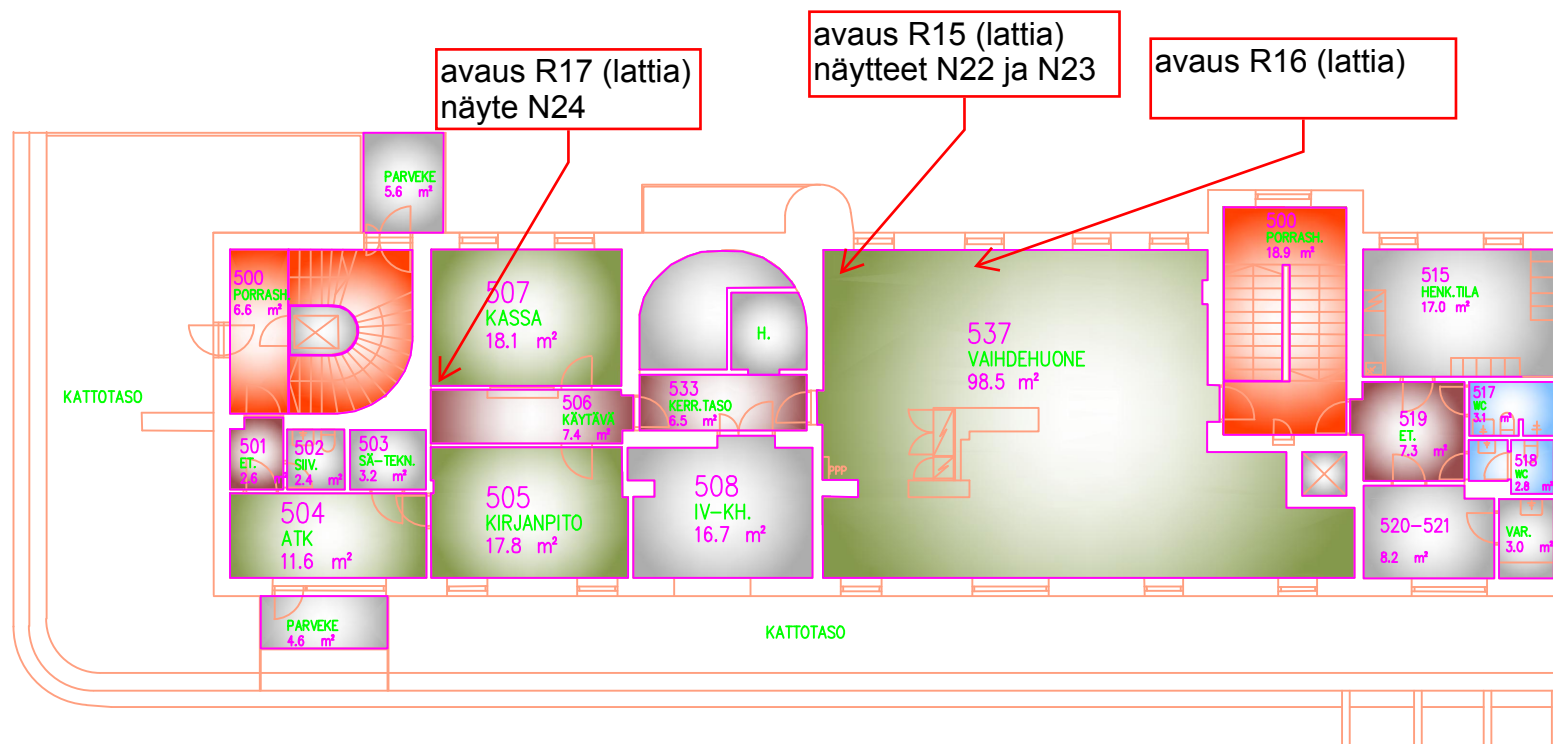 avaus R17 (lattia)
näyte N24
avaus R15 (lattia)
näytteet N22 ja N23
avaus R16 (lattia)
PARVEKE
5.6 m²
500
PORRASH.
6.6 m²
507
KASSA
18.1 m²
H.
537
VAIHDEHUONE
98.5 m²
500
PORRASH.
18.9 m²
515
HENK.TILA
17.0 m²
KATTOTASO
506
KÄYTÄVÄ
7.4 m²
533
KERR.TASO
6.5 m²
517
WC
3.1 m²
519
ET.
7.3 m²
518
WC
2.8 m²
501
ET.
2.6 m²
502
SIIV.
2.4 m²
503
SÄ-TEKN.
3.2 m²
504
ATK
11.6 m²
505
KIRJANPITO
17.8 m²
508
IV-KH.
16.7 m²
ppp
520-521
8.2 m²
VAR.
3.0 m²
PARVEKE
4.6 m²
KATTOTASO